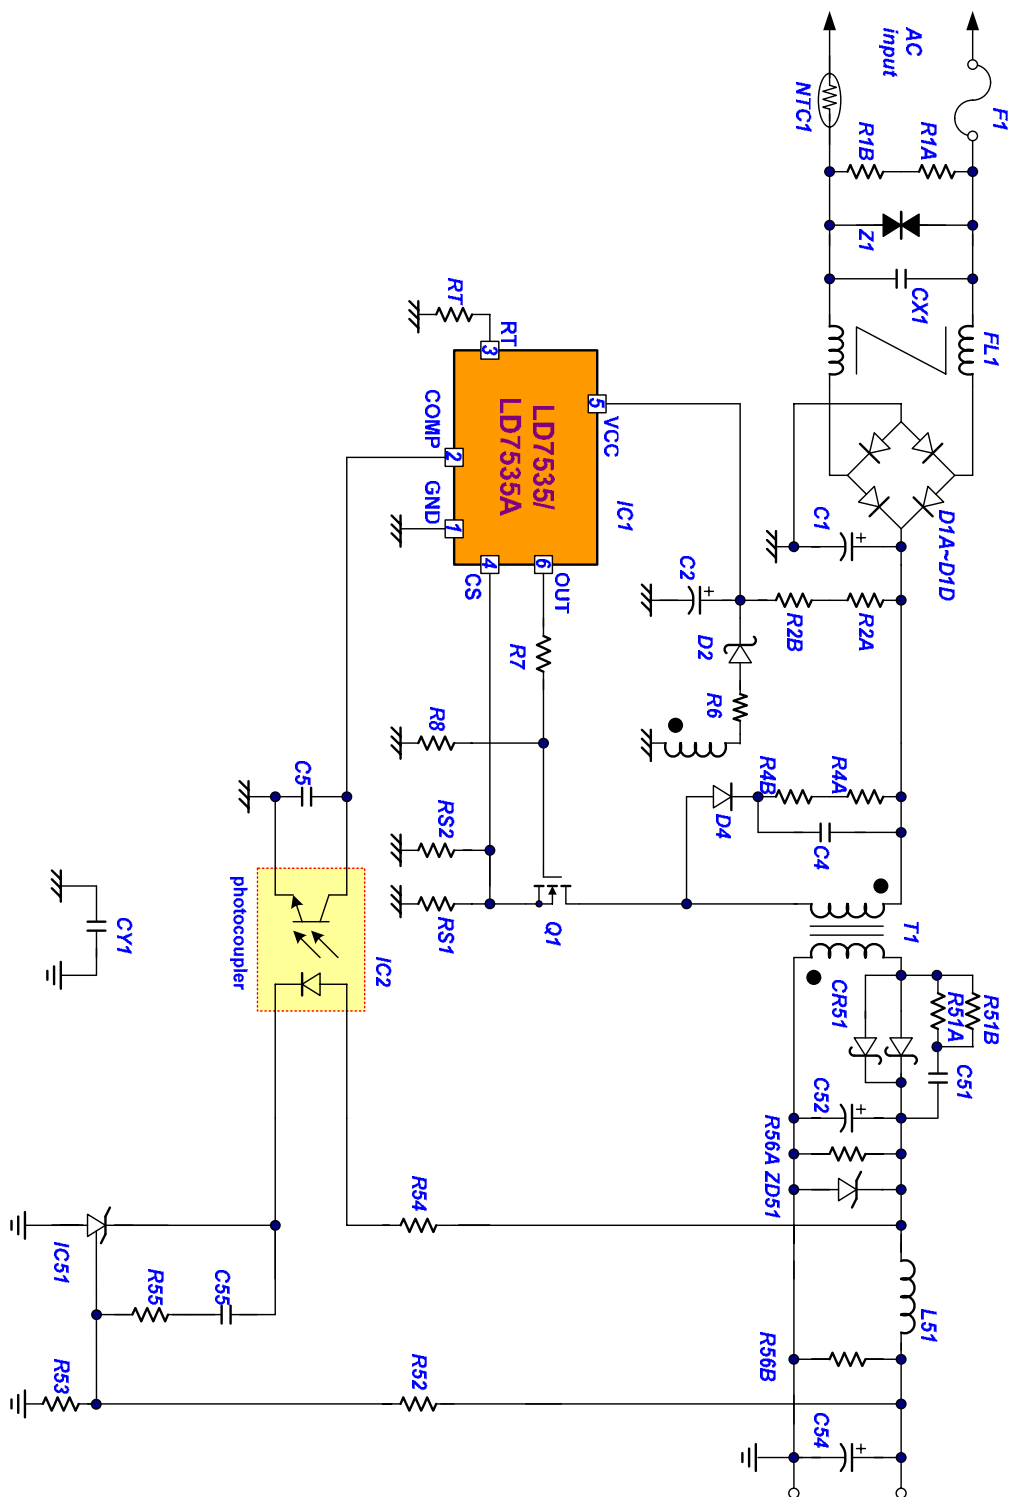 AC
input
F1
NTC1
R1A
R1B
Z1
CX1
FL1
D1A~D1D
C1
R2A
R2B
C2
D2
R6
R4A
R4B
C4
D4
T1
CR51
R51A
R51B
C51
C52
R56A
ZD51
L51
R56B
C54
RT
RT
3
5
VCC
COMP
2
GND
1
LD7535/
LD7535A
IC1
4
CS
6
OUT
R7
R8
RS2
RS1
Q1
C5
photocoupler
IC2
CY1
R54
R52
IC51
R55
C55
R53
+
+
+
+